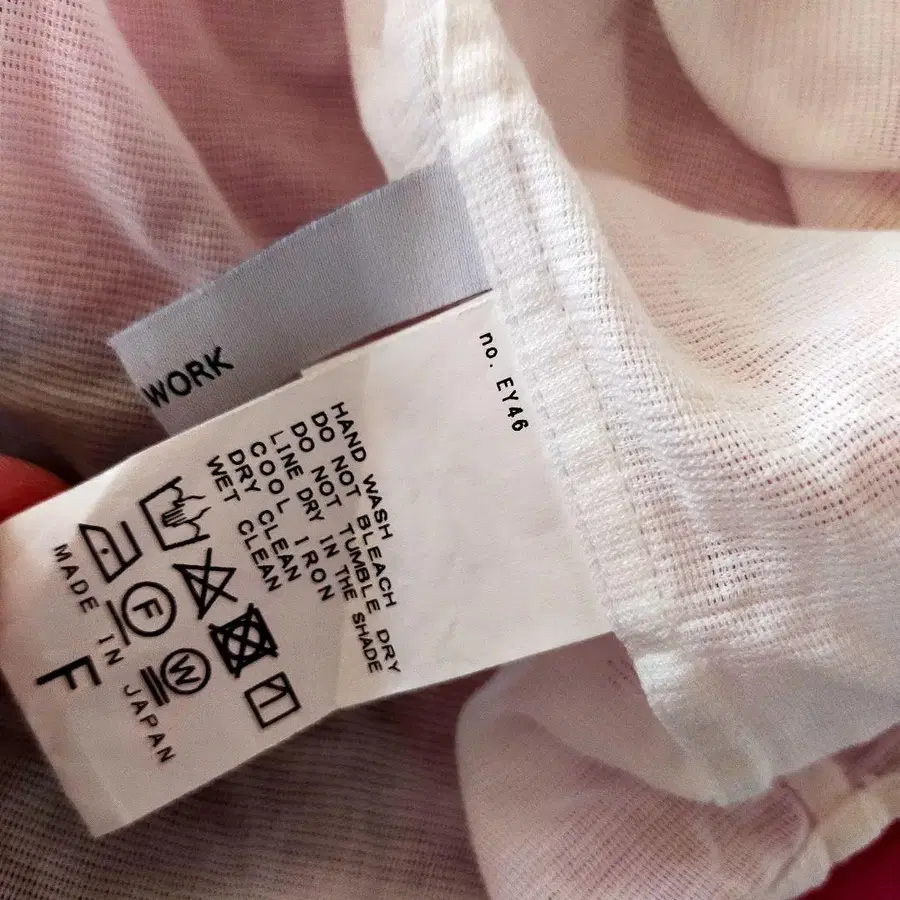 WORK
no. EY46
HAND WASH
DO NOT BLEACH
DO NOT TUMBLE DRY
LINE DRY IN THE SHADE
COOL IRON
DRY CLEAN
WET CLEAN
F
W
MADE IN JAPAN
F